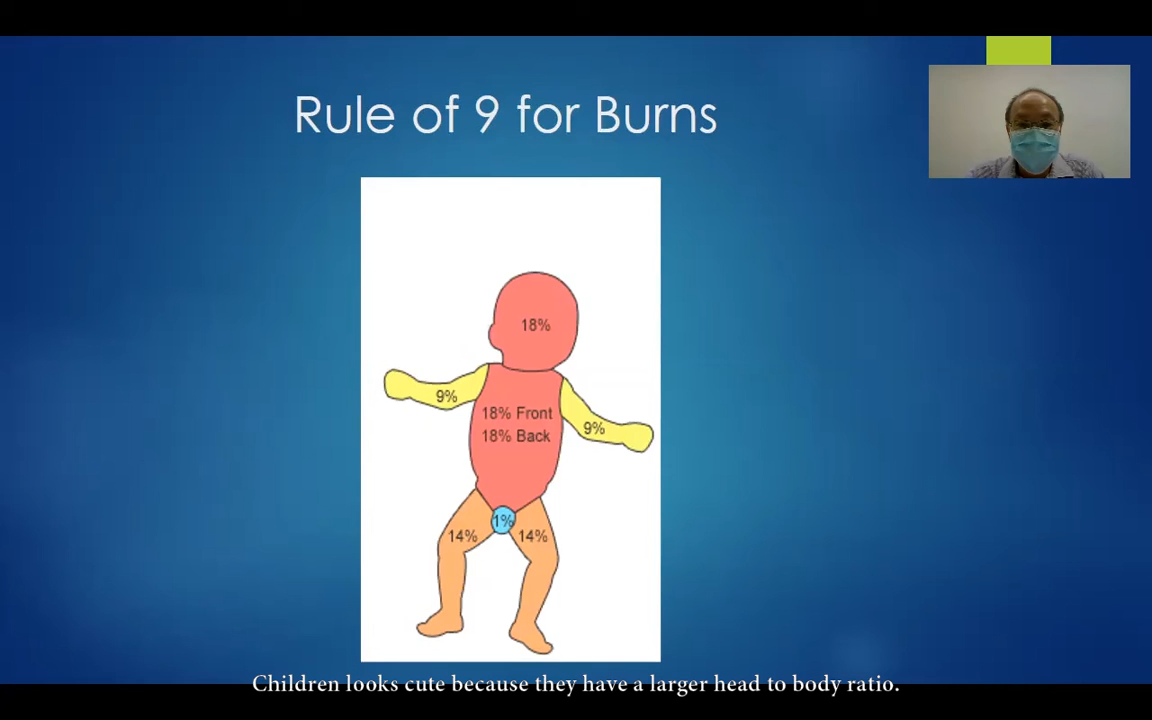 Rule of 9 for Burns
18%
9%
18% Front
18% Back
9%
1%
14%
14%
Children looks cute because they have a larger head to body ratio.